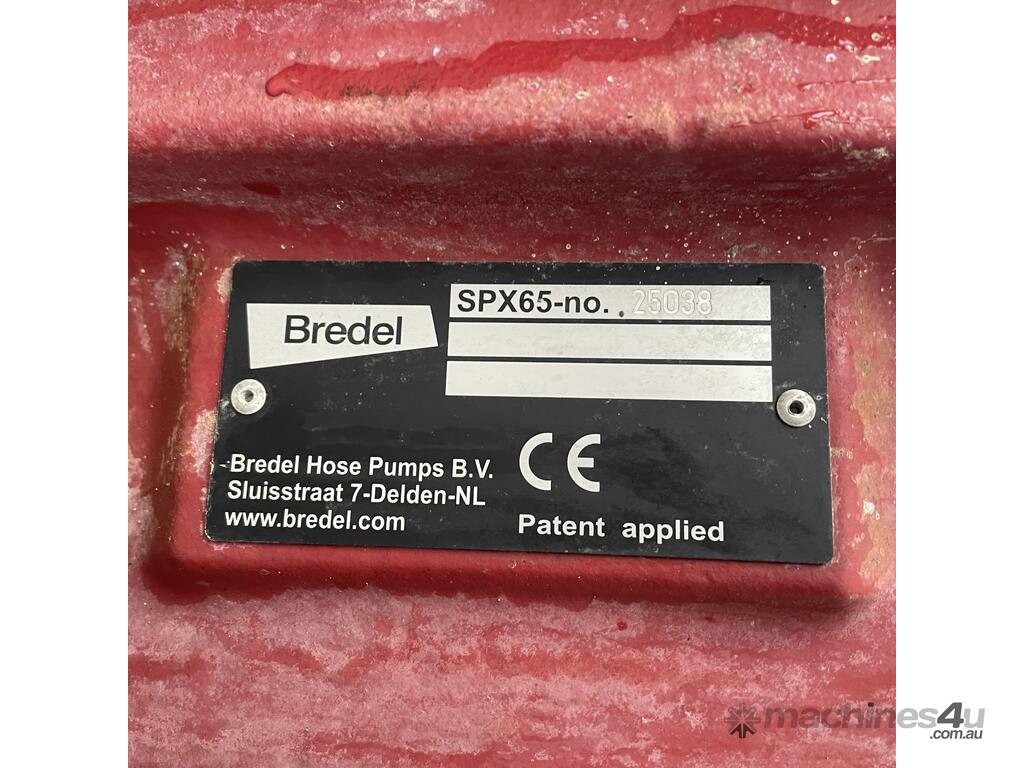 Bredel
SPX65-no. 25038
Bredel Hose Pumps B.V.
Sluisstraat 7-Delden-NL
www.bredel.com
CE
Patent applied
machines4u
.com.au